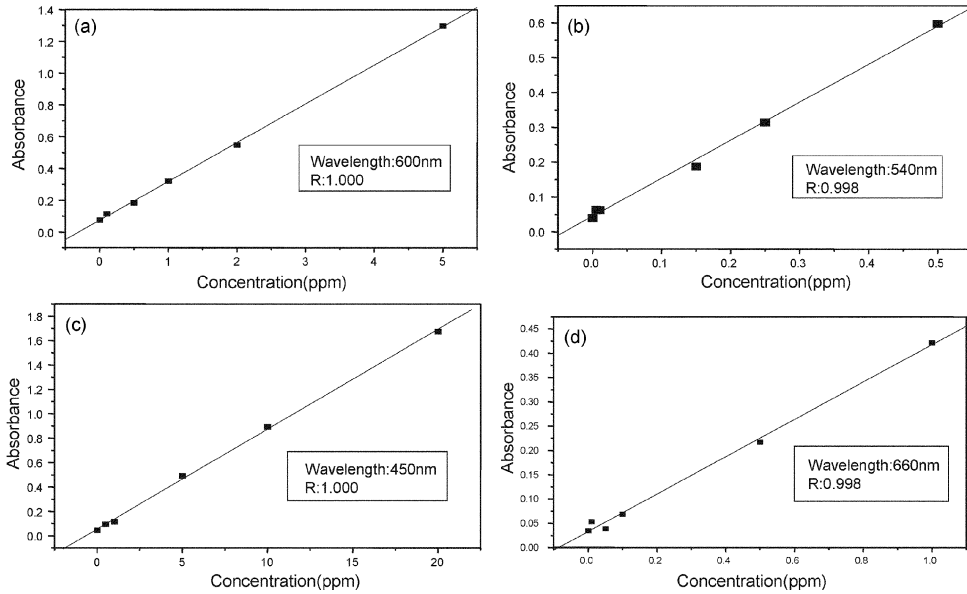 (a)
1.4
1.2
1.0
0.8
0.6
0.4
0.2
0.0
Absorbance
Wavelength:600nm
R:1.000
0 1 2 3 4 5
Concentration(ppm)
(b)
0.6
0.5
0.4
0.3
0.2
0.1
0.0
Absorbance
Wavelength:540nm
R:0.998
0.0 0.1 0.2 0.3 0.4 0.5
Concentration(ppm)
(c)
1.8
1.6
1.4
1.2
1.0
0.8
0.6
0.4
0.2
0.0
Absorbance
Wavelength:450nm
R:1.000
0 5 10 15 20
Concentration(ppm)
(d)
0.45
0.40
0.35
0.30
0.25
0.20
0.15
0.10
0.05
0.00
Absorbance
Wavelength:660nm
R:0.998
0.0 0.2 0.4 0.6 0.8 1.0
Concentration(ppm)